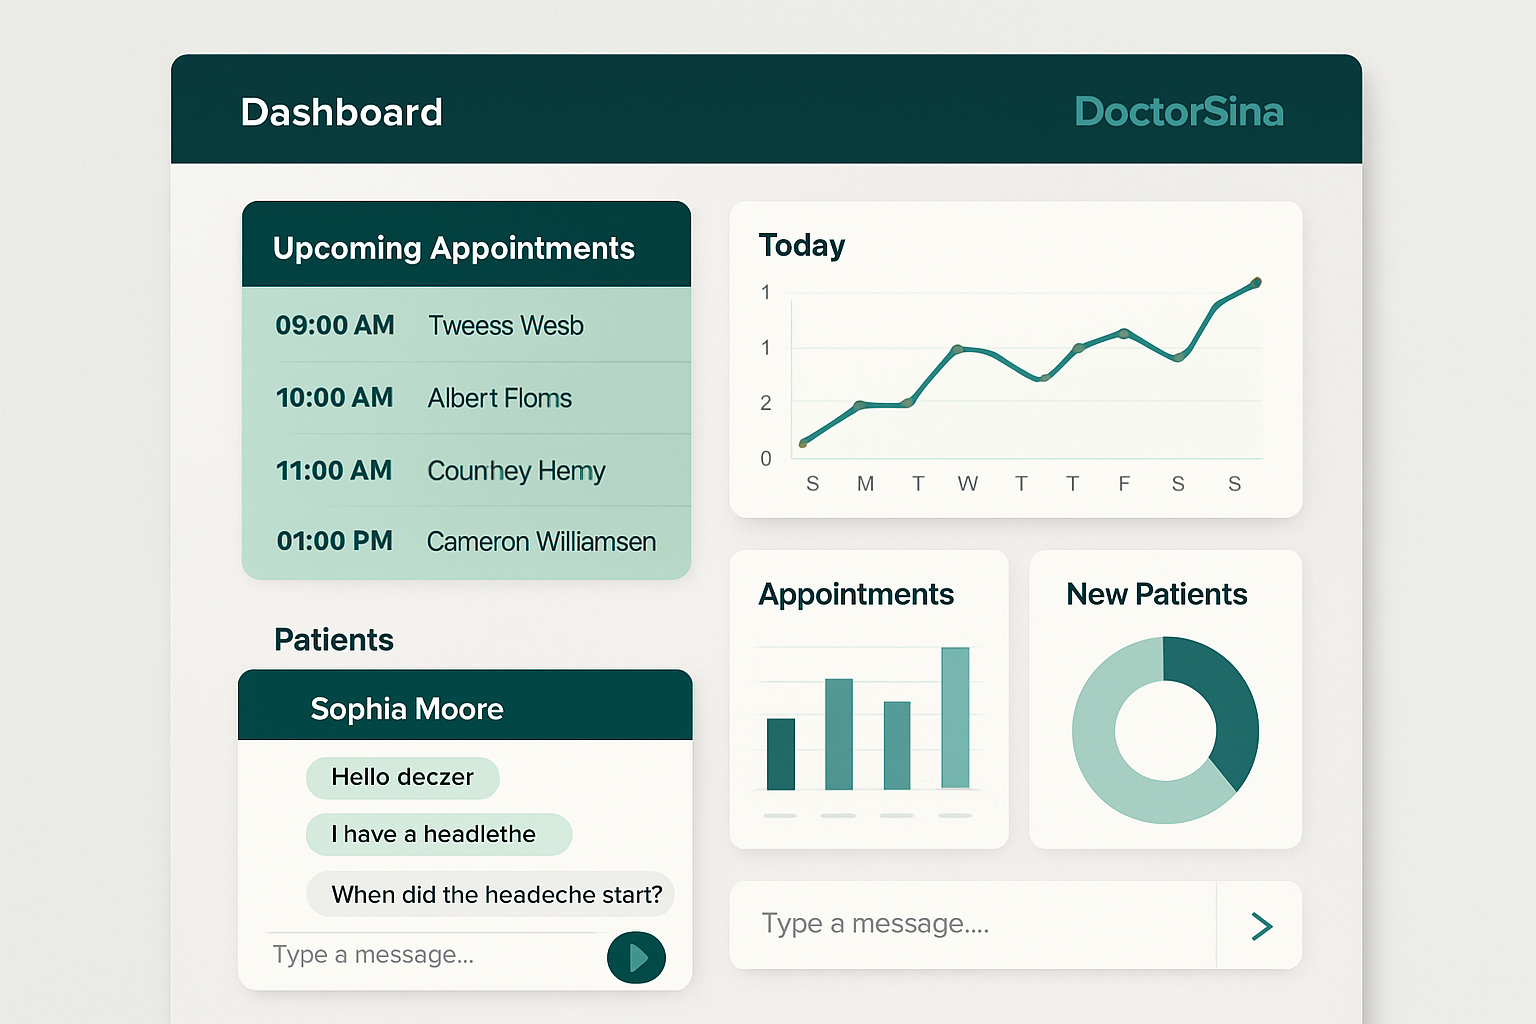 Dashboard
DoctorSina
Upcoming Appointments
09:00 AM Tweess Wesb
10:00 AM Albert Floms
11:00 AM Counhey Hemy
01:00 PM Cameron Williamsen
Patients
Sophia Moore
Hello deczer
I have a headlethe
When did the headeche start?
Type a message...
Today
1
1
2
0
S M T W T T F S S
Appointments
New Patients
Type a message....